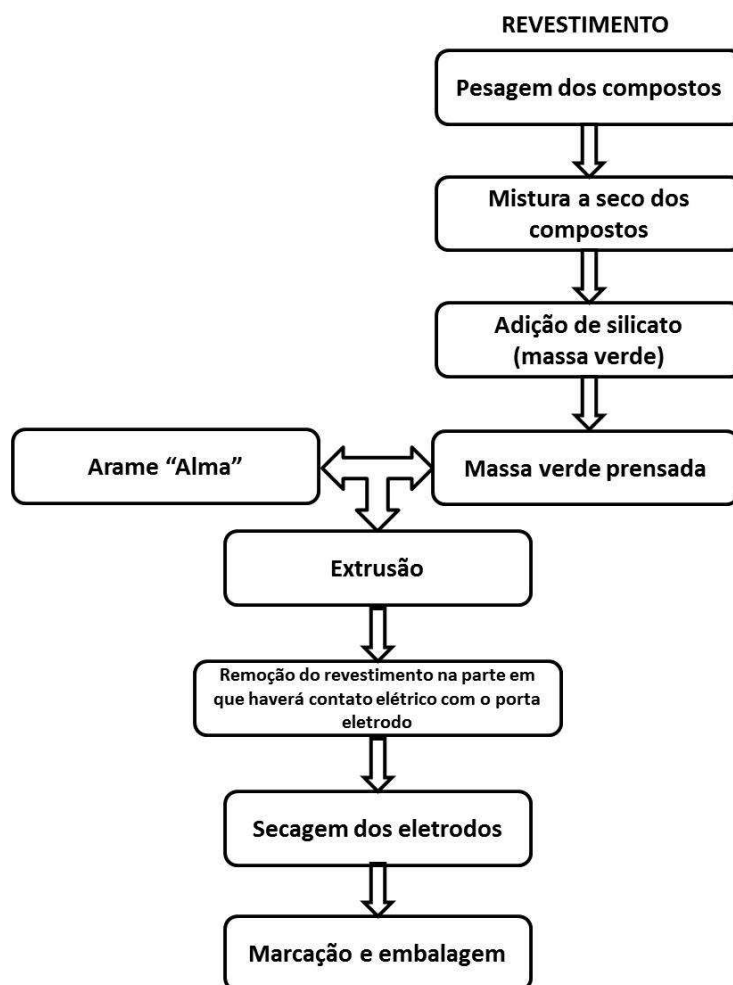 REVESTIMENTO
Pesagem dos compostos
Mistura a seco dos
compostos
Adição de silicato
(massa verde)
Arame “Alma”
Massa verde prensada
Extrusão
Remoção do revestimento na parte em
que haverá contato elétrico com o porta
eletrodo
Secagem dos eletrodos
Marcação e embalagem